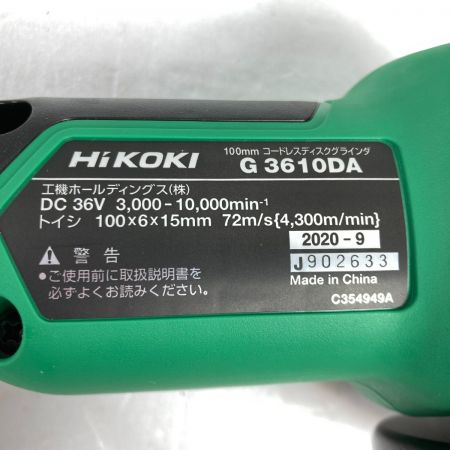 100mm コードレスディスクグラインダ
HiKOKI G 3610DA
工機ホールディングス(株)
DC 36V 3,000-10,000min-1
トイシ 100×6×15mm 72m/s{4,300m/min}
2020-9
⚠ 警告
J902633
•ご使用前に取扱説明書を
Made in China
必ずよくお読みください。
C354949A